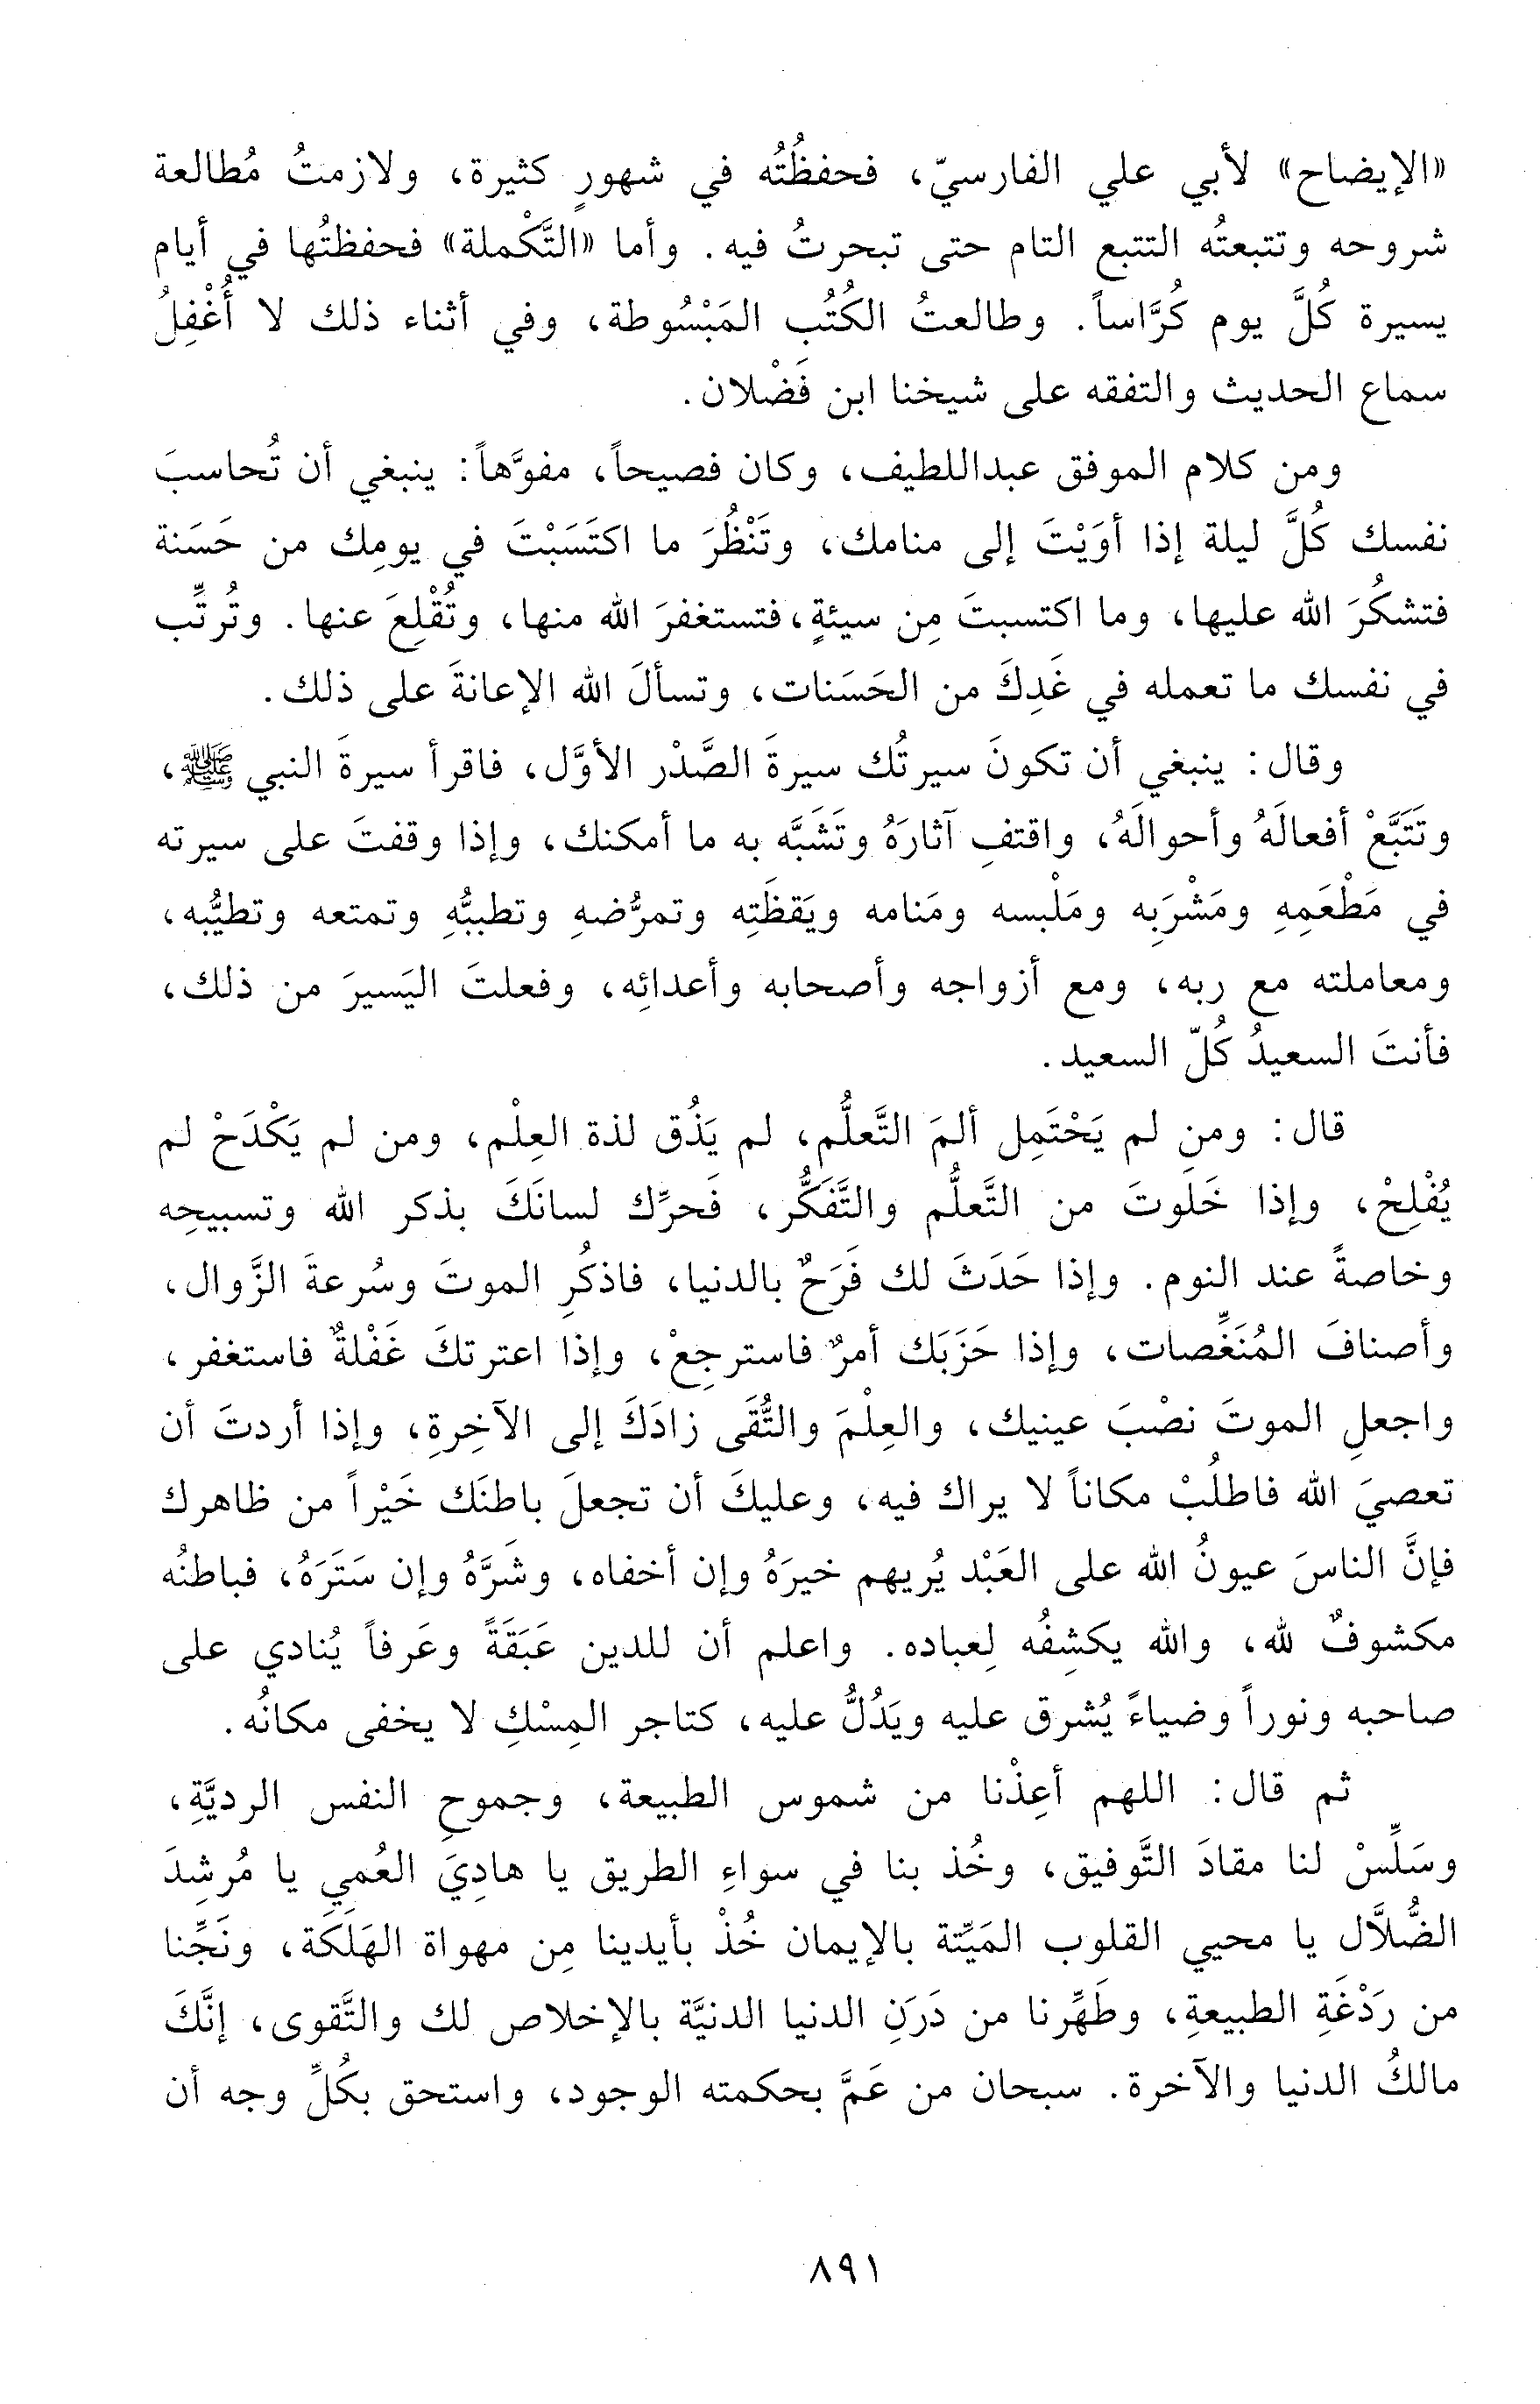 «الإيضاح» لأبي علي الفارسيّ، فحفظُتُه في شهورٍ كثيرة، ولازمتُ مُطالعة
شروحه وتتبعتُه التتبع التام حتى تبحرتُ فيه. وأما «التَّكْملة» فحفظتُها في أيام
يسيرة كُلَّ يوم كُرَّاساً. وطالعتُ الكُتُب المَبْسُوطة، وفي أثناء ذلك لا أُغْفِلُ
سماع الحديث والتفقه على شيخنا ابن فَضْلان.
ومن كلام الموفق عبداللطيف، وكان فصيحاً، مفوَّهاً: ينبغي أن تُحاسبَ
نفسك كُلَّ ليلة إذا أوَيْتَ إلى منامك، وتَنْظُرَ ما اكتَسَبْتَ في يومِك من حَسَنة
فتشكُرَ الله عليها، وما اكتسبتَ مِن سيئةٍ، فتستغفرَ الله منها، وتُقْلِعَ عنها. وتُرتِّب
في نفسك ما تعمله في غَدِكَ من الحَسَنات، وتسألَ الله الإعانةَ على ذلك.
وقال: ينبغي أن تكونَ سيرتُك سيرةَ الصَّدْر الأوَّل، فاقرأ سيرةَ النبي ﷺ،
وتَتَبَّعْ أفعالَهُ وأحوالَهُ، واقتفِ آثارَهُ وتَشَبَّه به ما أمكنك، وإذا وقفتَ على سيرته
في مَطْعَمِهِ ومَشْرَبِه ومَلْبسه ومَنامه ويَقظَتِه وتمرُّضهِ وتطببُّهِ وتمتعه وتطيُّبه،
ومعاملته مع ربه، ومع أزواجه وأصحابه وأعدائِه، وفعلتَ اليَسيرَ من ذلك،
فأنتَ السعيدُ كُلّ السعيد.
قال: ومنِ لم يَحْتَمِل ألمَ التَّعلُّم، لم يَذُق لذة العِلْم، ومن لم يَكْدَحْ لم
يُفْلِحْ، وإذا خَلَوتَ من التَّعلُّم والتَّفَكُّر، فَحرِّك لسانَكَ بذكر الله وتسبيحِه
وخاصةً عند النوم. وإذا حَدَثَ لك فَرَحٌ بالدنيا، فاذكُرِ الموتَ وسُرعةَ الزَّوال،
وأصنافَ المُنَغِّصات، وإذا حَزَبَك أمرٌ فاسترجِعْ، وإذا اعترتكَ غَفْلةٌ فاستغفر،
واجعلِ الموتَ نصْبَ عينيك، والعِلْمَ والتُّقَى زادَكَ إلى الآخِرةِ، وإذا أردتَ أن
تعصيَ الله فاطلُبْ مكاناً لا يراك فيه، وعليكَ أن تجعلَ باطنَك خَيْراً من ظاهرك
فإنَّ الناسَ عيونُ الله على العَبْد يُريهم خيرَهُ وإن أخفاه، وشَرَّهُ وإن سَتَرَهُ، فباطنُه
مكشوفٌ لله، والله يكشِفُه لِعباده. واعلم أن للدين عَبَقَةً وعَرفاً يُنادي على
صاحبه ونوراً وضياءً يُشرق عليه ويَدُلُّ عليه، كتاجر المِسْكِ لا يخفى مكانُه.
ثم قال: اللهم أعِذْنا من شموس الطبيعة، وجموحِ النفس الرديَّةِ،
وسَلِّسْ لنا مقادَ التَّوفيق، وخُذ بنا في سواءِ الطريق يا هادِيَ العُمِي يا مُرشِدَ
الضُّلاَّل يا محيي القلوب المَيِّتة بالإيمان خُذْ بأيدينا مِن مهواة الهَلَكَة، ونَجِّنا
من رَدْغَةِ الطبيعةِ، وطَهِّرنا من دَرَنِ الدنيا الدنيَّة بالإخلاص لك والتَّقوى، إنَّكَ
مالكُ الدنيا والآخرة. سبحان من عَمَّ بحكمته الوجود، واستحق بكُلِّ وجه أن
٨٩١